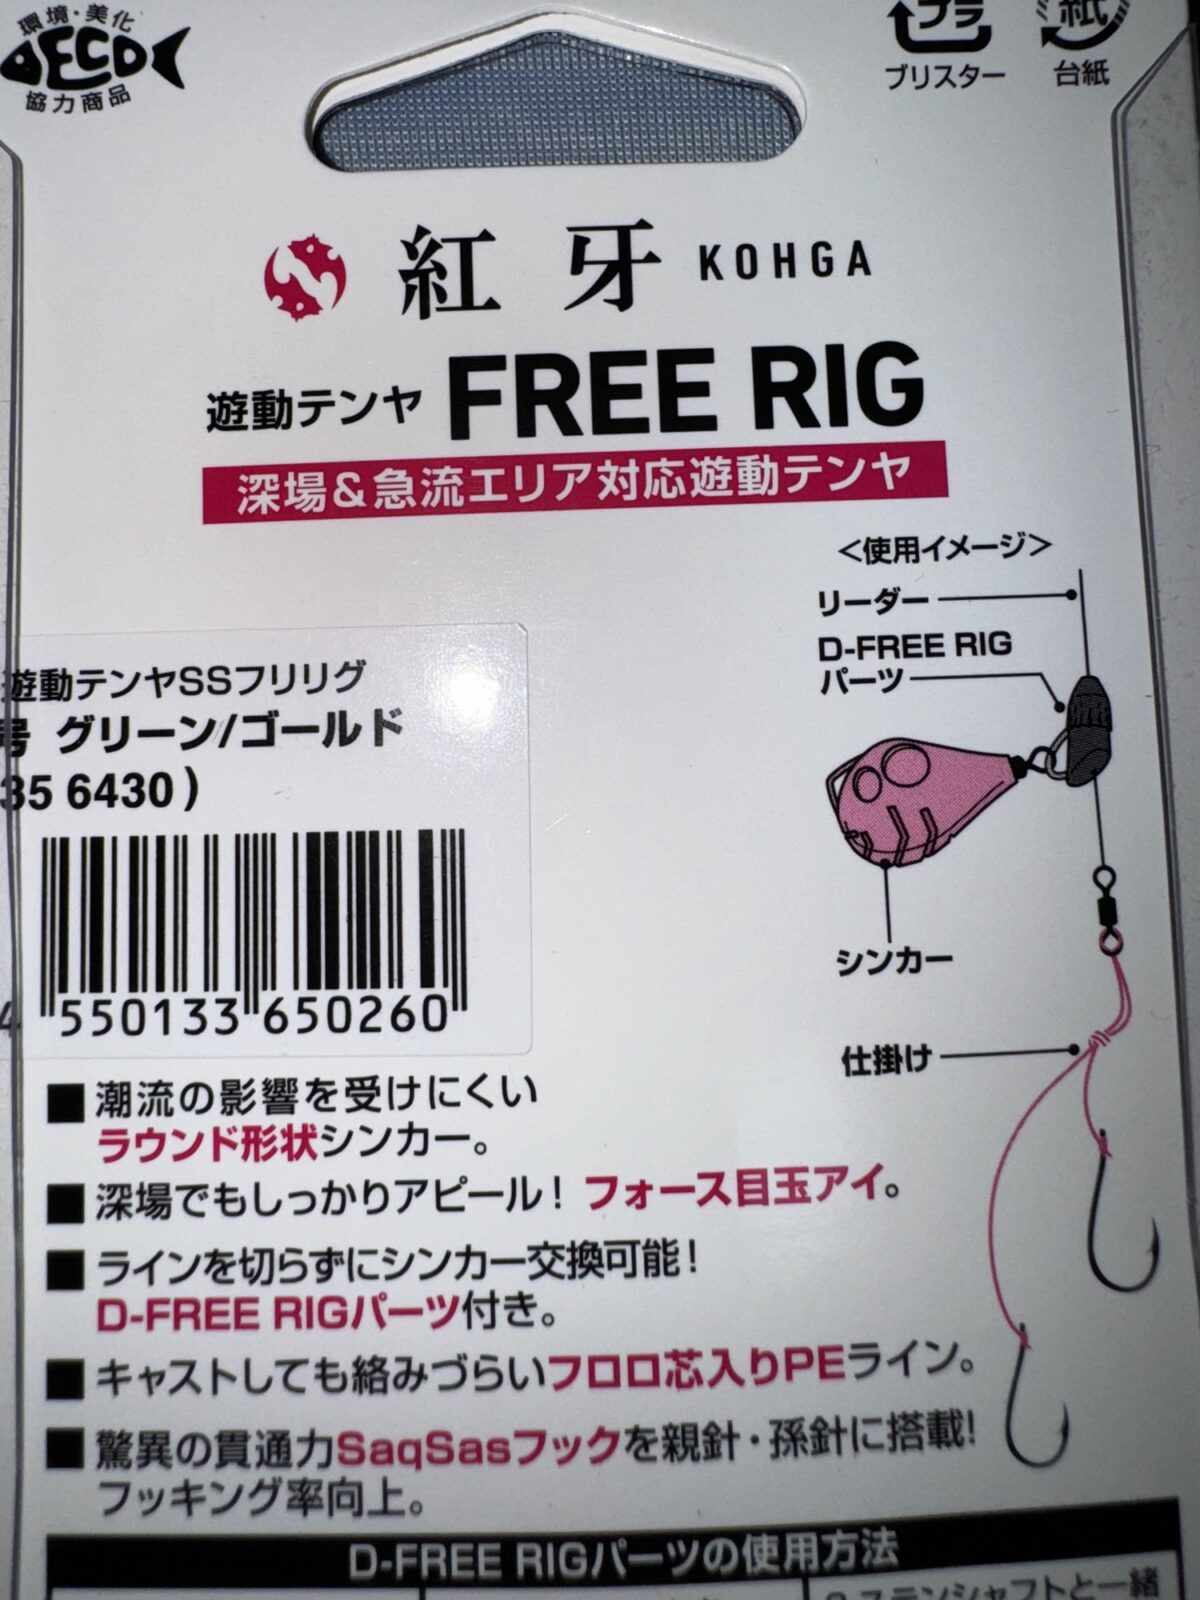 環境・美化
ECO
協力商品
プラ
ブリスター
紙
台紙
紅牙 KOHGA
遊動テンヤ FREE RIG
深場&急流エリア対応遊動テンヤ
<使用イメージ>
リーダー
D-FREE RIG
パーツ
シンカー
仕掛け
遊動テンヤSSフリリグ
号 グリーン/ゴールド
35 6430)
4 550133 650260
■潮流の影響を受けにくい
ラウンド形状シンカー。
■深場でもしっかりアピール! フォース目玉アイ。
■ラインを切らずにシンカー交換可能!
D-FREE RIGパーツ付き。
■キャストしても絡みづらいフロロ芯入りPEライン。
■驚異の貫通力SaqSasフックを親針・孫針に搭載!
フッキング率向上。
D-FREE RIGパーツの使用方法
ステンシャフトと一緒